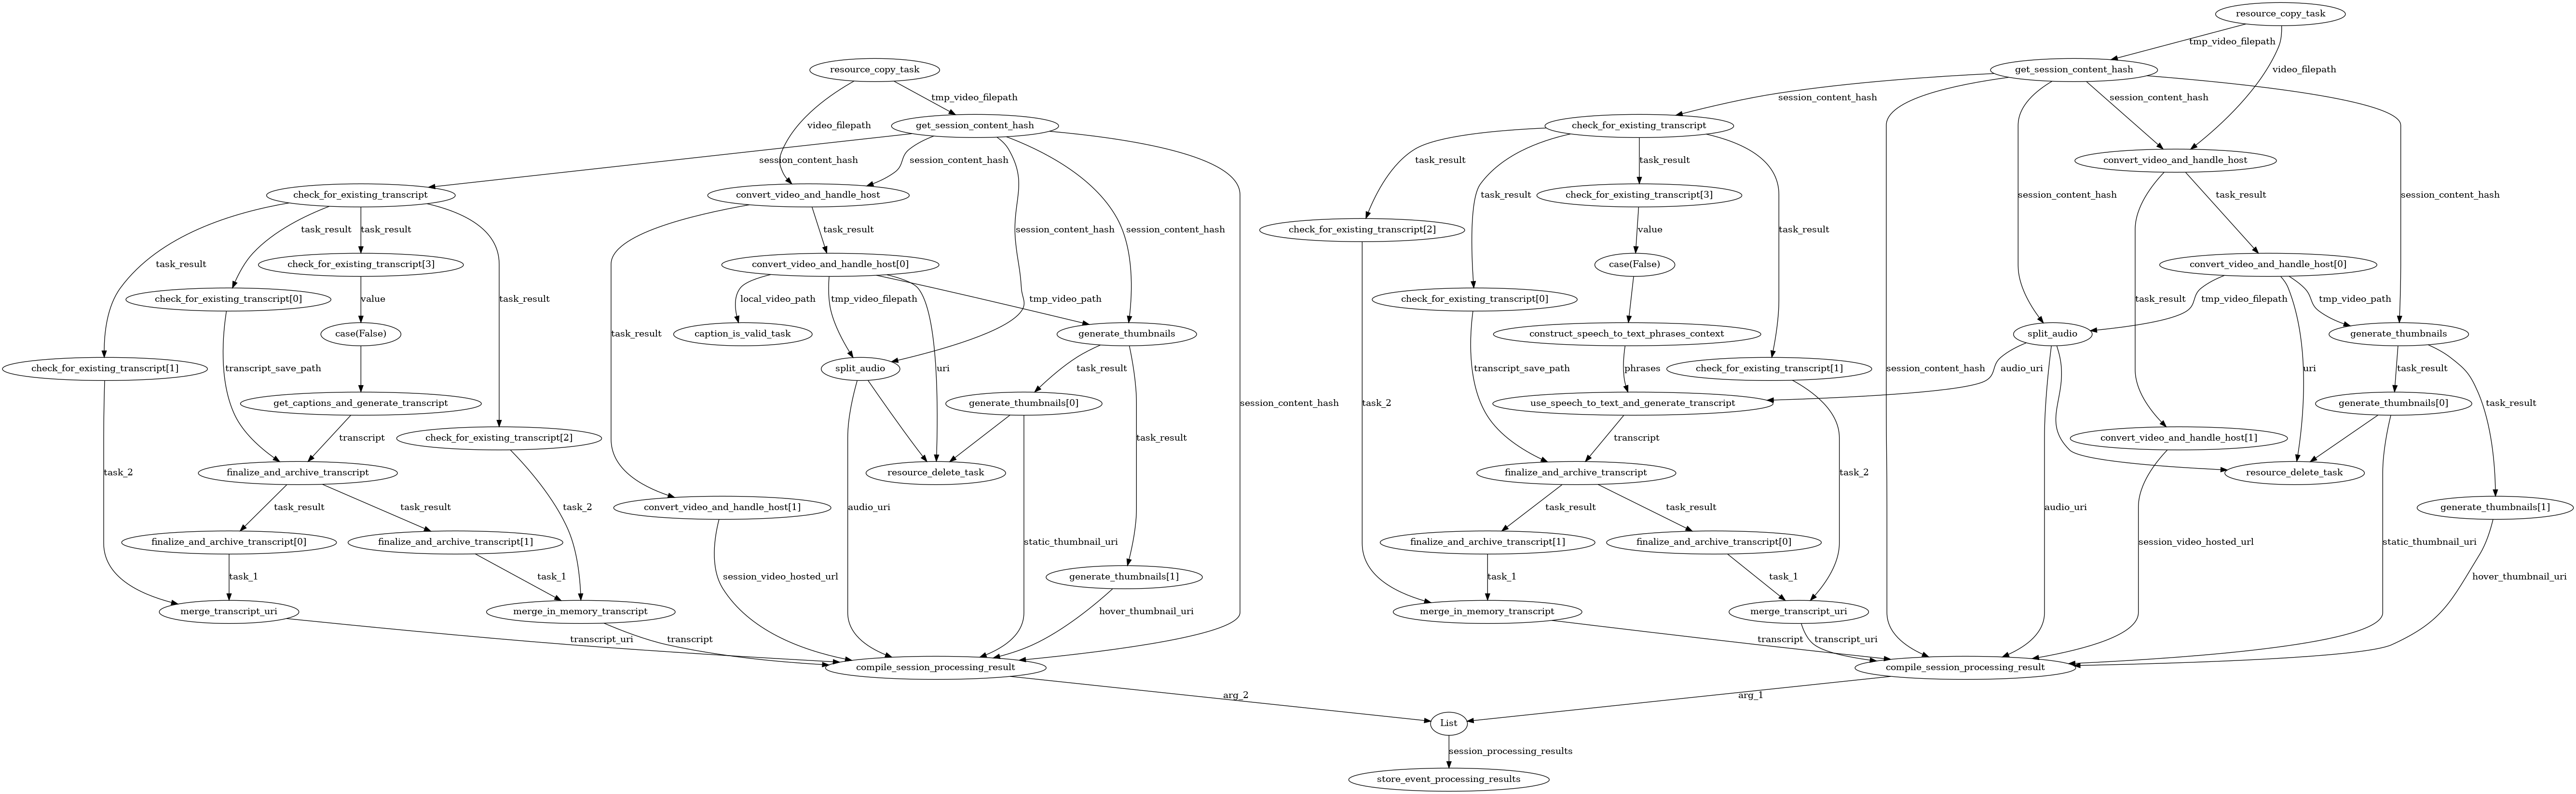 resource_copy_task
tmp_video_filepath
resource_copy_task
get_session_content_hash
tmp_video_filepath
video_filepath
session_content_hash
session_content_hash
video_filepath
get_session_content_hash
check_for_existing_transcript
session_content_hash
session_content_hash
task_result
task_result
convert_video_and_handle_host
check_for_existing_transcript
convert_video_and_handle_host
task_result
check_for_existing_transcript[3]
session_content_hash
task_result
session_content_hash
task_result
task_result
task_result
session_content_hash
session_content_hash
check_for_existing_transcript[2]
value
task_result
task_result
check_for_existing_transcript[3]
convert_video_and_handle_host[0]
case(False)
convert_video_and_handle_host[0]
check_for_existing_transcript[0]
value
task_result
local_video_path
tmp_video_filepath
tmp_video_path
check_for_existing_transcript[0]
task_result
tmp_video_filepath
tmp_video_path
case(False)
task_result
caption_is_valid_task
generate_thumbnails
construct_speech_to_text_phrases_context
split_audio
generate_thumbnails
check_for_existing_transcript[1]
transcript_save_path
split_audio
uri
task_result
transcript_save_path
phrases
check_for_existing_transcript[1]
session_content_hash
audio_uri
uri
task_result
get_captions_and_generate_transcript
generate_thumbnails[0]
session_content_hash
task_2
use_speech_to_text_and_generate_transcript
generate_thumbnails[0]
task_result
transcript
check_for_existing_transcript[2]
task_result
transcript
convert_video_and_handle_host[1]
task_2
finalize_and_archive_transcript
resource_delete_task
finalize_and_archive_transcript
task_2
resource_delete_task
task_result
task_result
task_2
convert_video_and_handle_host[1]
audio_uri
task_result
task_result
audio_uri
generate_thumbnails[1]
finalize_and_archive_transcript[0]
finalize_and_archive_transcript[1]
static_thumbnail_uri
finalize_and_archive_transcript[1]
finalize_and_archive_transcript[0]
session_video_hosted_url
static_thumbnail_uri
task_1
task_1
session_video_hosted_url
generate_thumbnails[1]
task_1
task_1
hover_thumbnail_uri
merge_transcript_uri
merge_in_memory_transcript
hover_thumbnail_uri
merge_in_memory_transcript
merge_transcript_uri
transcript_uri
transcript
transcript
transcript_uri
compile_session_processing_result
compile_session_processing_result
arg_2
arg_1
List
session_processing_results
store_event_processing_results